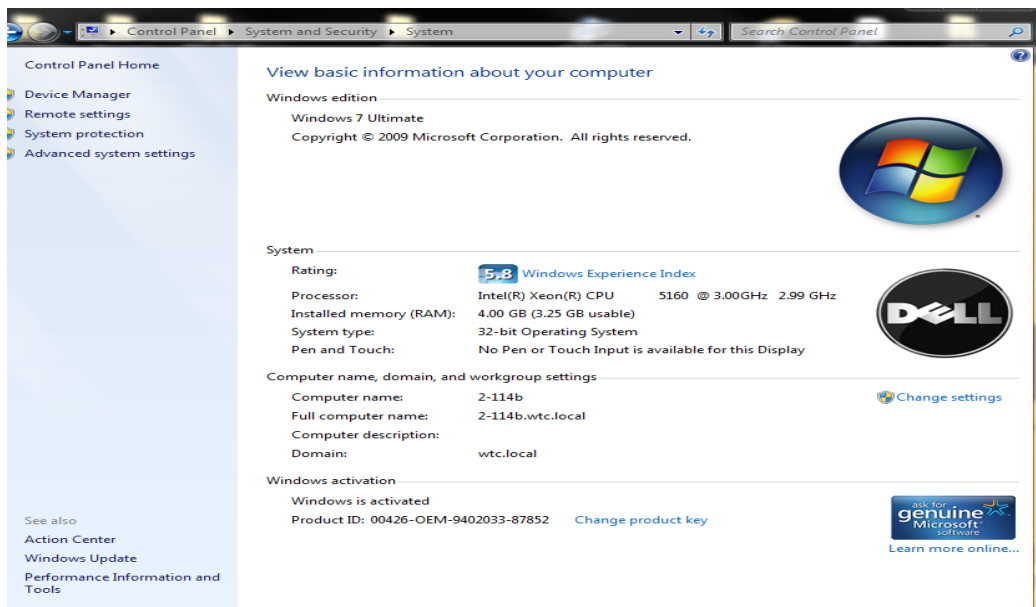 Control Panel ▸ System and Security ▸ System
Search Control Panel
Control Panel Home
Device Manager
Remote settings
System protection
Advanced system settings
See also
Action Center
Windows Update
Performance Information and
Tools
View basic information about your computer
Windows edition
Windows 7 Ultimate
Copyright © 2009 Microsoft Corporation. All rights reserved.
System
Rating: 5.8 Windows Experience Index
Processor: Intel(R) Xeon(R) CPU 5160 @ 3.00GHz 2.99 GHz
Installed memory (RAM): 4.00 GB (3.25 GB usable)
System type: 32-bit Operating System
Pen and Touch: No Pen or Touch Input is available for this Display
DELL
Computer name, domain, and workgroup settings
Computer name: 2-114b
Change settings
Full computer name: 2-114b.wtc.local
Computer description:
Domain: wtc.local
Windows activation
Windows is activated
Product ID: 00426-OEM-9402033-87852 Change product key
ask for
genuine
Microsoft
software
Learn more online...